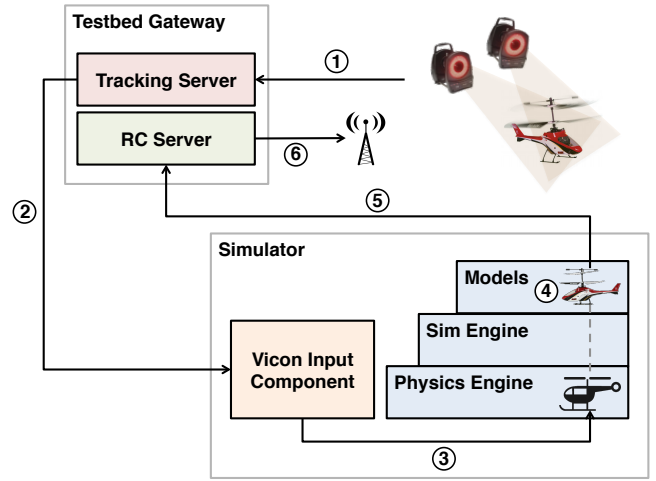 Testbed Gateway
Tracking Server
1
RC Server
6
2
5
Simulator
Models
4
Sim Engine
Vicon Input
Component
Physics Engine
3